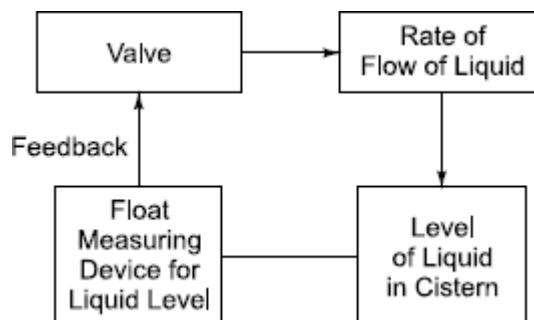 Valve
Rate of
Flow of Liquid
Feedback
Float
Measuring
Device for
Liquid Level
Level
of Liquid
in Cistern